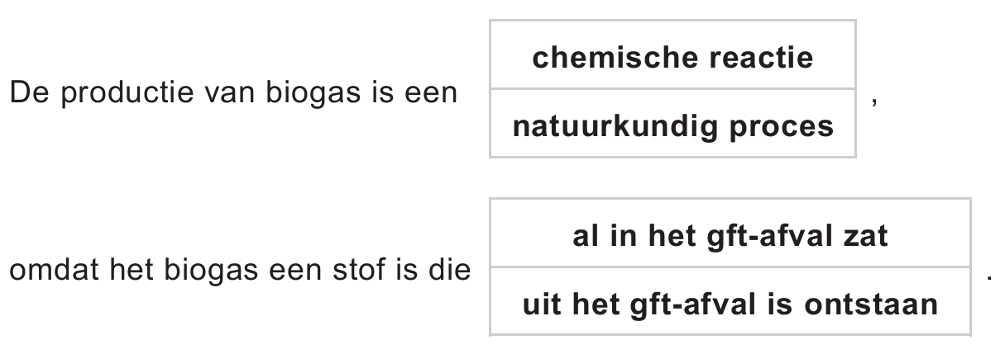 chemische reactie
De productie van biogas is een ,
natuurkundig proces
al in het gft-afval zat
omdat het biogas een stof is die .
uit het gft-afval is ontstaan